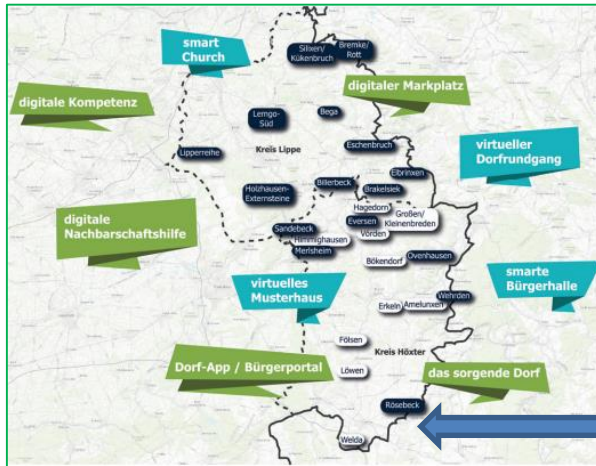 smart
Church
Silixen/
Kükenbruch
Bremke/
Rott
digitaler Markplatz
digitale Kompetenz
Lemgo-
Süd
Bega
Lipperreihe
Kreis Lippe
Eschenbruch
virtueller
Dorfrundgang
Elbrinxen
Billerbeck
Brakelsiek
Holzhausen-
Externsteine
Hagedorn
Großen/
Kleinenbreden
digitale
Nachbarschaftshilfe
Eversen
Vörden
Sandebeck
Himmighausen
Merlsheim
Bökendorf
Ovenhausen
virtuelles
Musterhaus
smarte
Bürgerhalle
Wehrden
Erkeln
Amelunxen
Fölsen
Kreis Höxter
Dorf-App / Bürgerportal
Löwen
das sorgende Dorf
Rösebeck
Welda